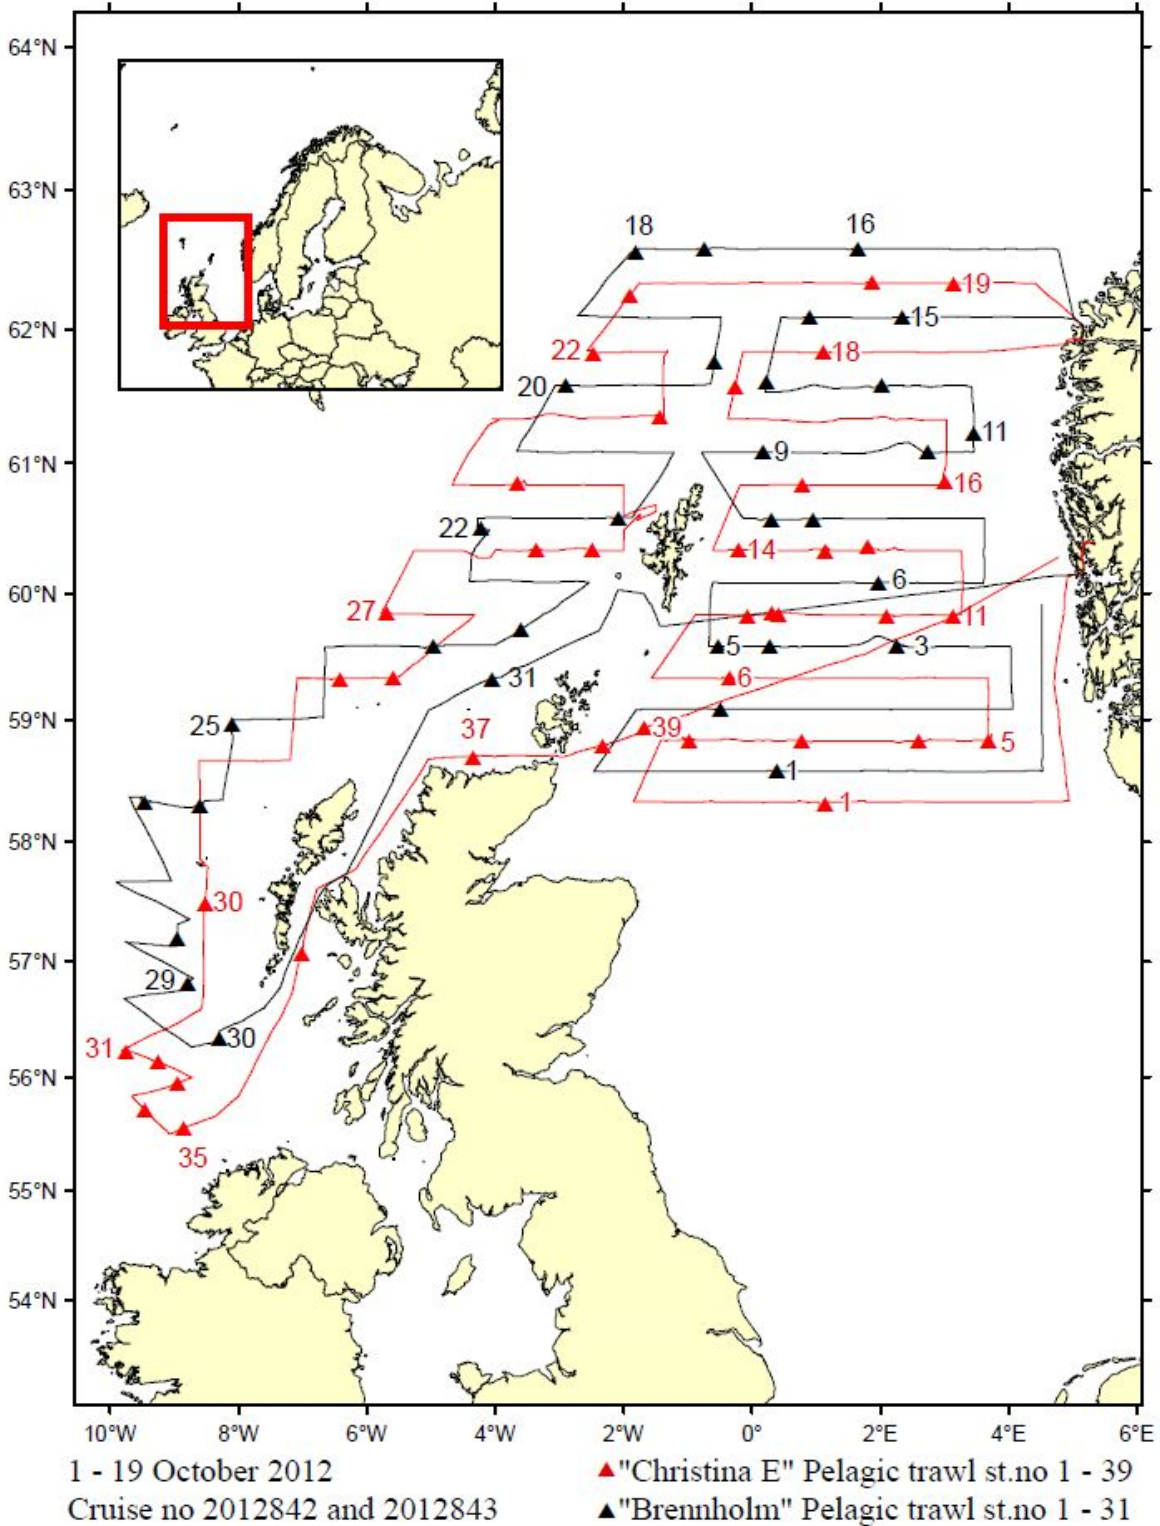 64°N
63°N
18
16
19
62°N
15
22
18
20
11
61°N
9
16
22
14
60°N
6
27
11
5
3
31
6
59°N
25
37
39
5
1
1
58°N
30
57°N
29
31
30
56°N
35
55°N
54°N
10°W 8°W 6°W 4°W 2°W 0° 2°E 4°E 6°E
1 - 19 October 2012
"Christina E" Pelagic trawl st.no 1 - 39
Cruise no 2012842 and 2012843
"Brennholm" Pelagic trawl st.no 1 - 31